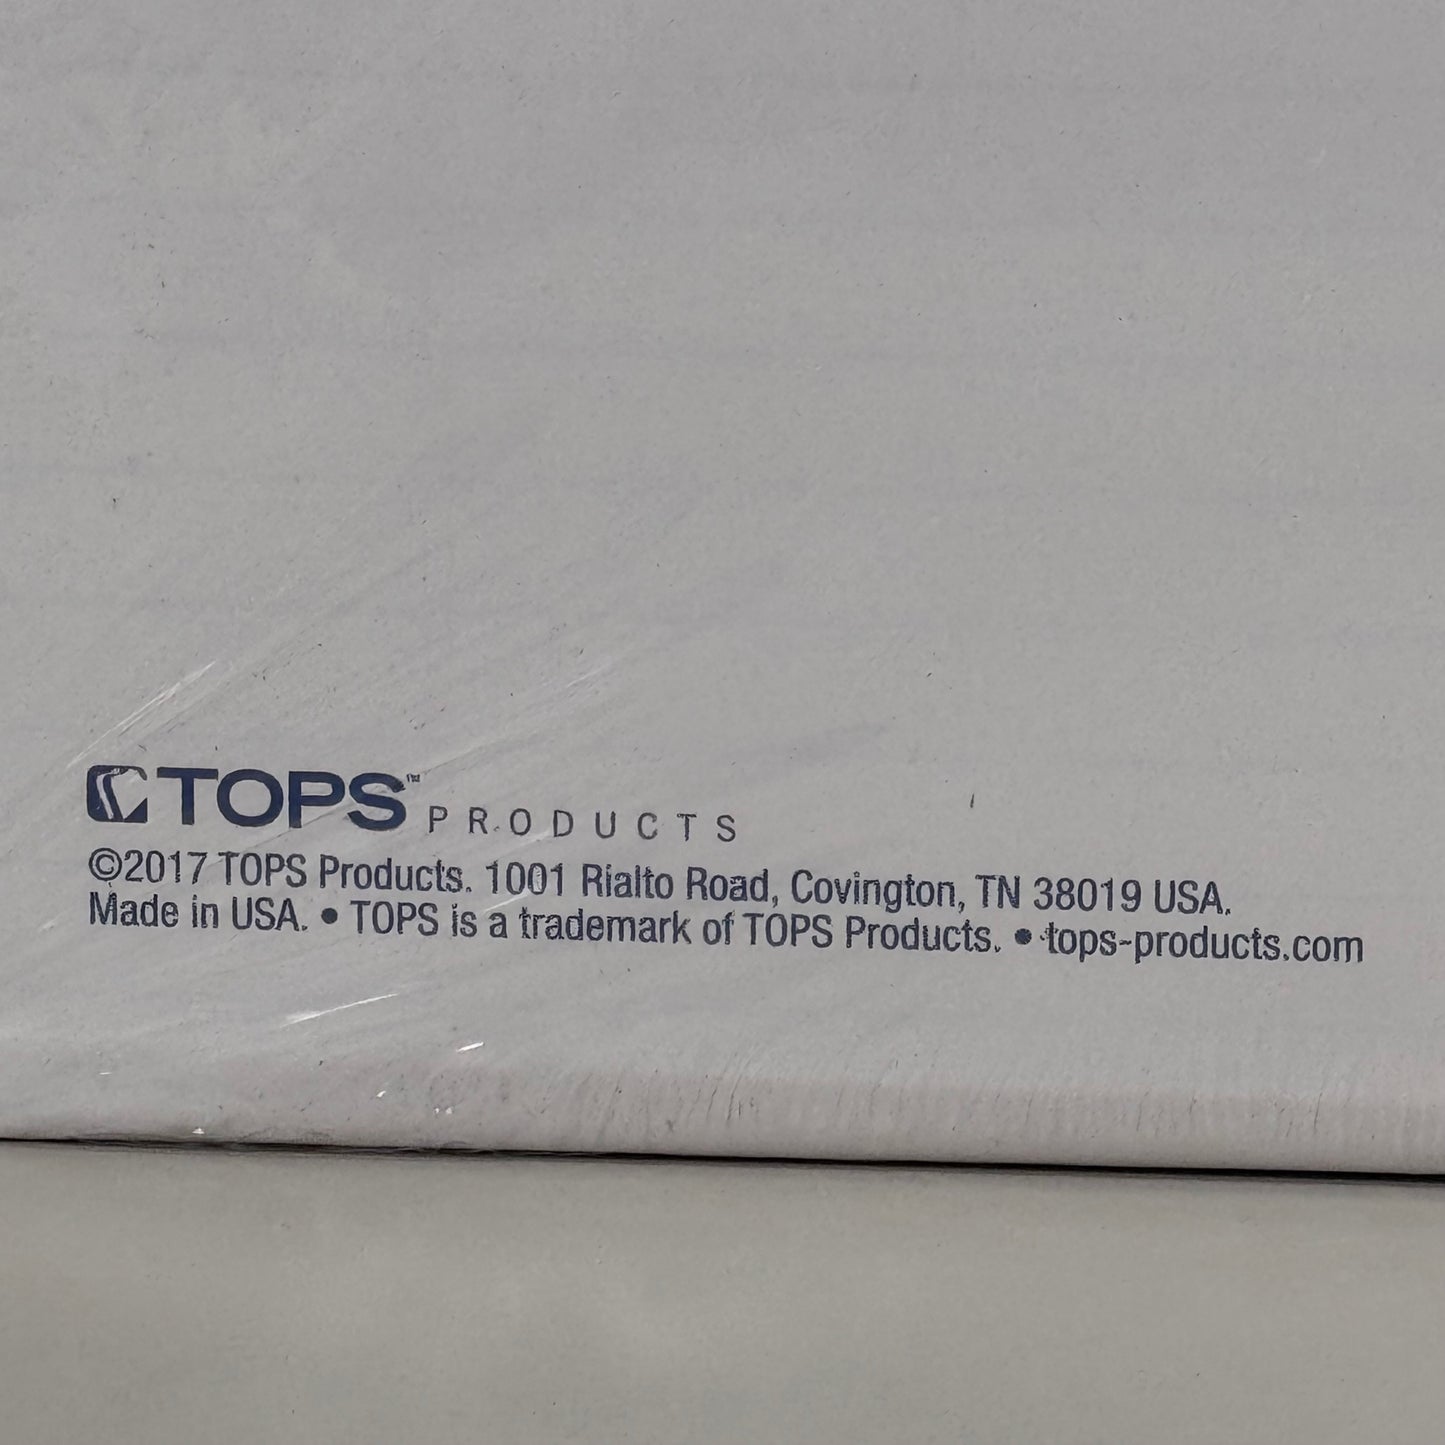 TOPS™ PRODUCTS
©2017 TOPS Products. 1001 Rialto Road, Covington, TN 38019 USA.
Made in USA. • TOPS is a trademark of TOPS Products. • tops-products.com